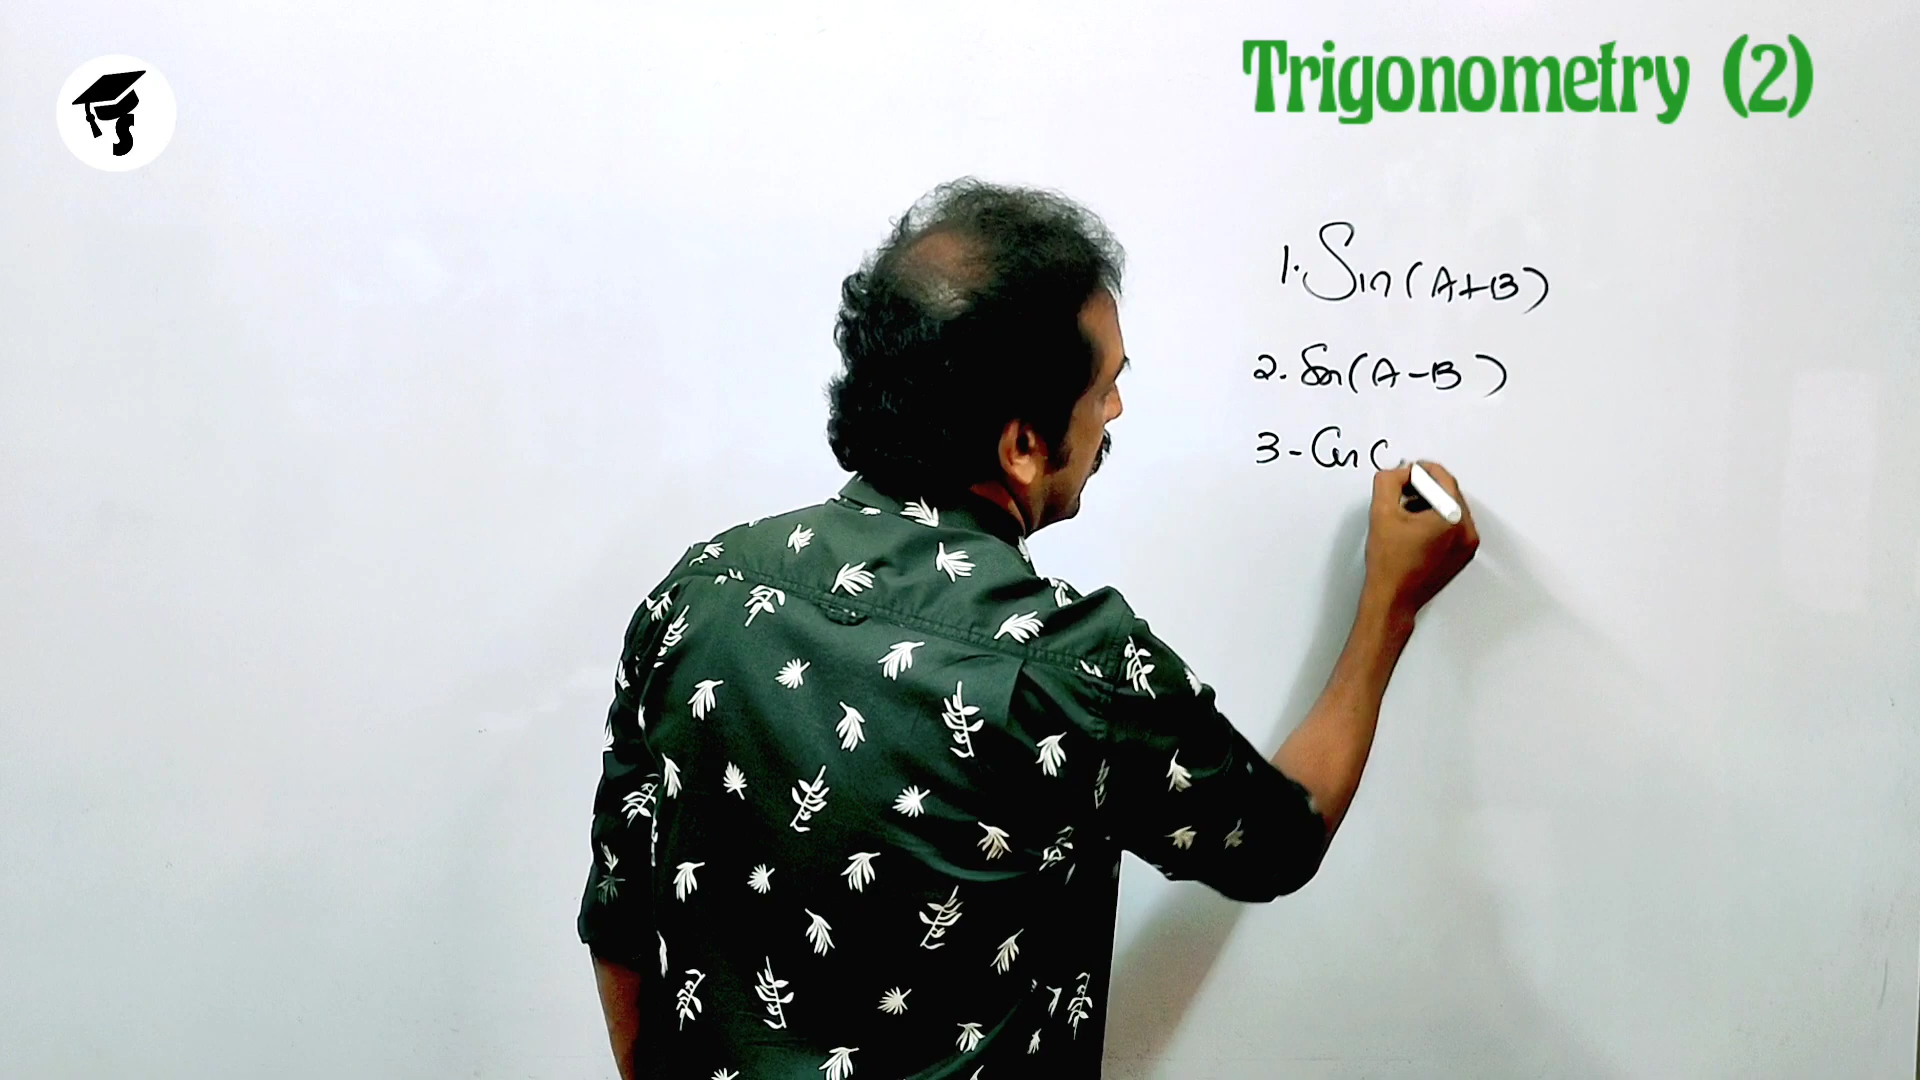 Trigonometry (2)
1. Sin(A+B)
2. Sin(A-B)
3- Cos(